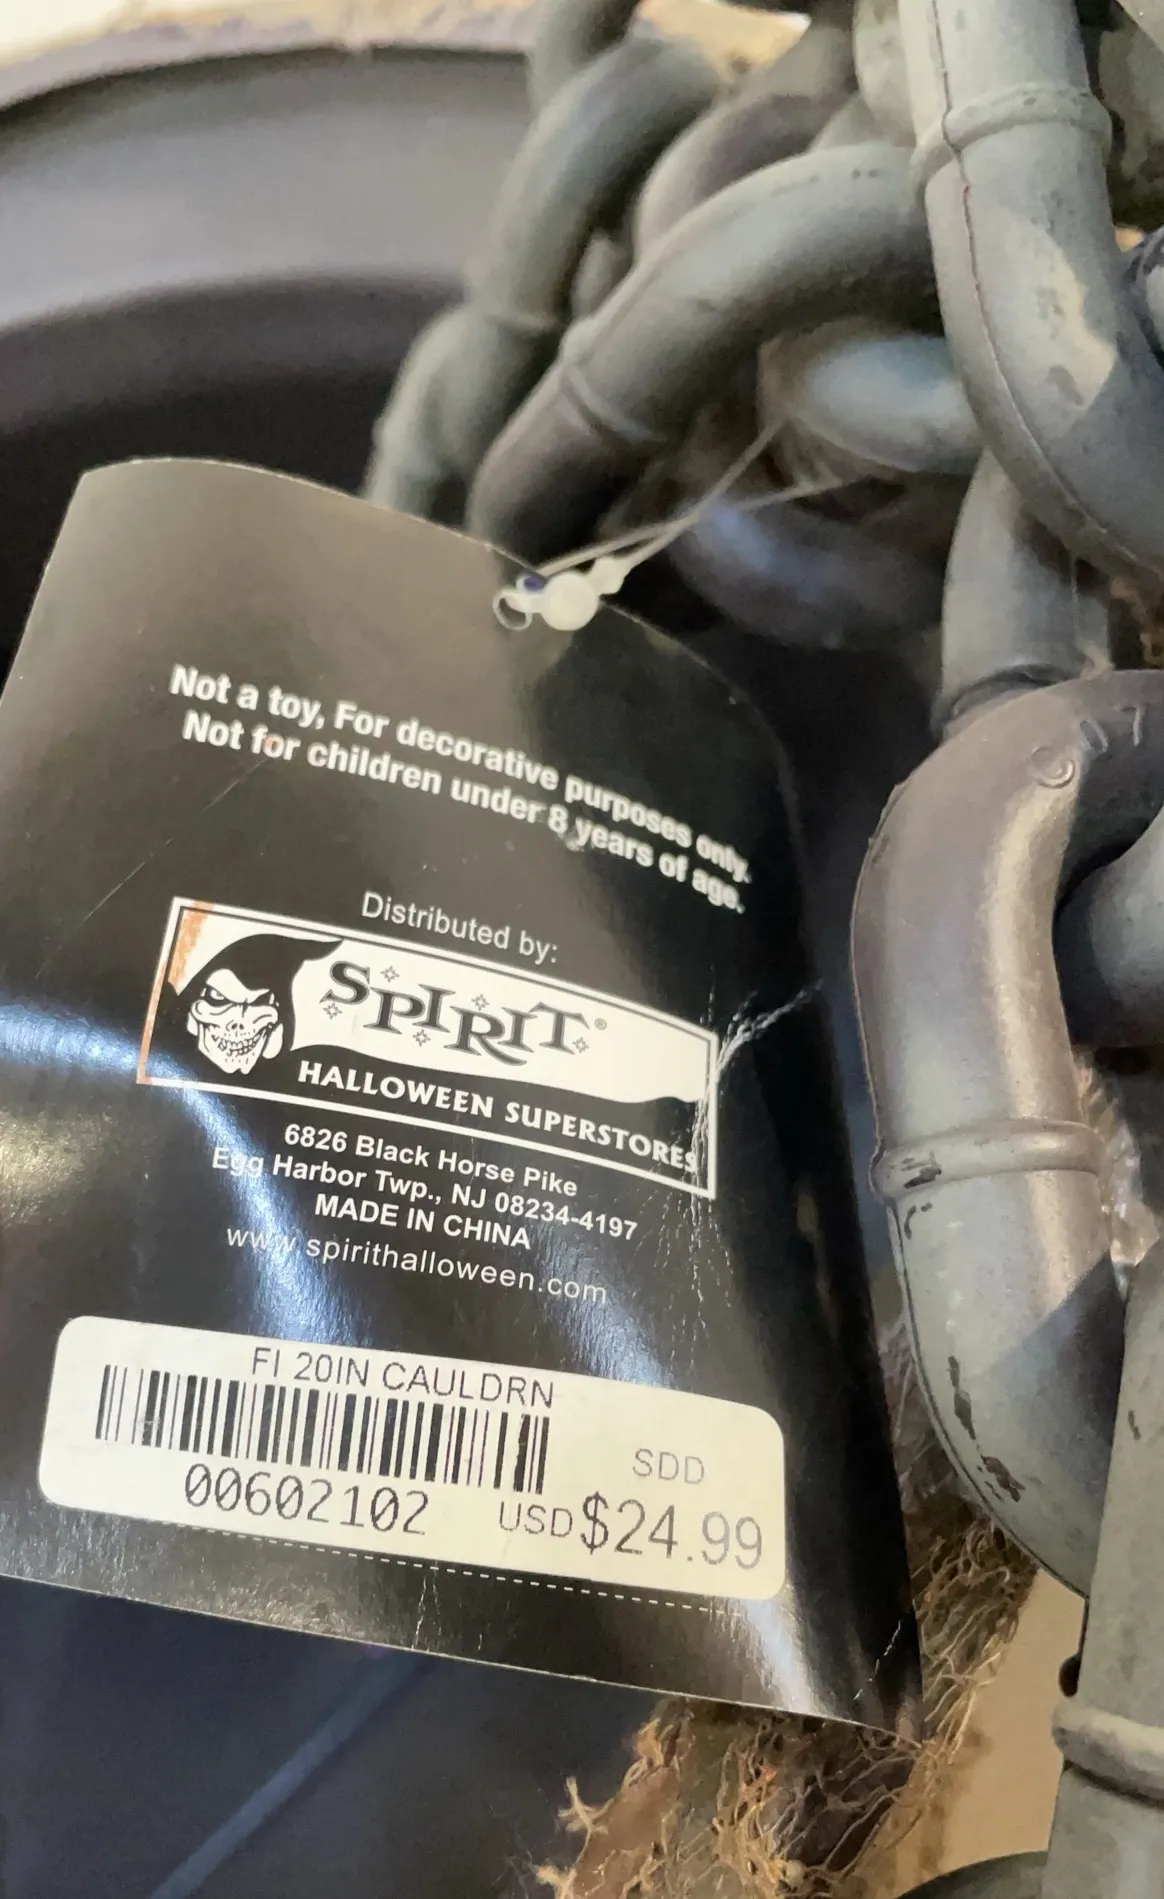 Not a toy, For decorative purposes only.
Not for children under 8 years of age.
Distributed by:
SPIRIT®
HALLOWEEN SUPERSTORES
6826 Black Horse Pike
Egg Harbor Twp., NJ 08234-4197
MADE IN CHINA
www.spirithalloween.com
FI 20IN CAULDRN
SDD
00602102 USD $24.99